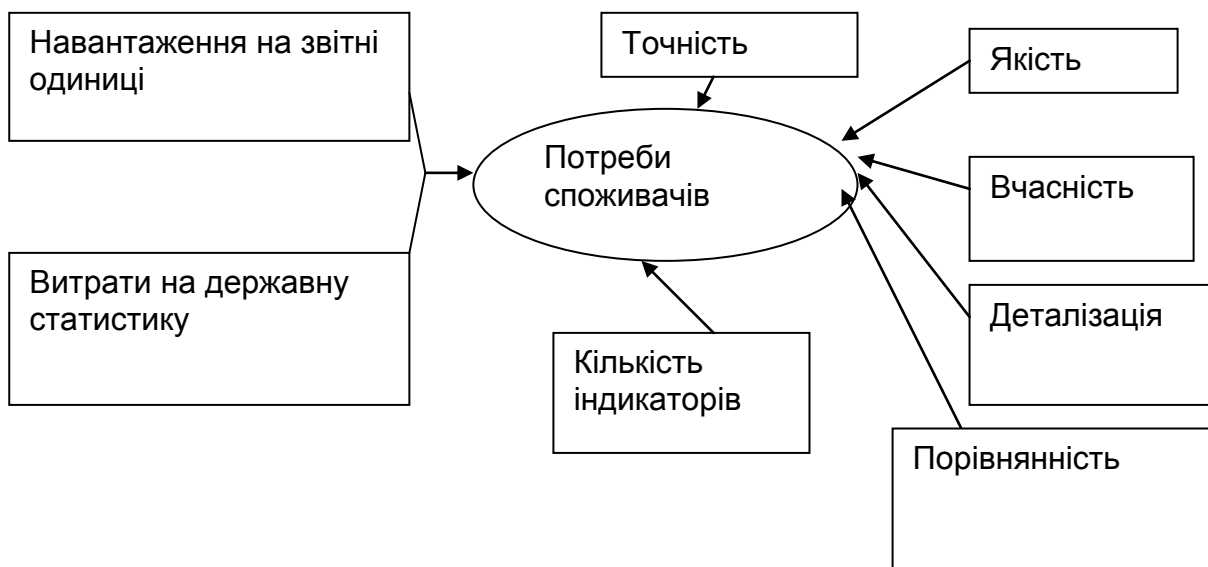 Навантаження на звітні
одиниці
Точність
Якість
Потреби
споживачів
Вчасність
Витрати на державну
статистику
Деталізація
Кількість
індикаторів
Порівнянність